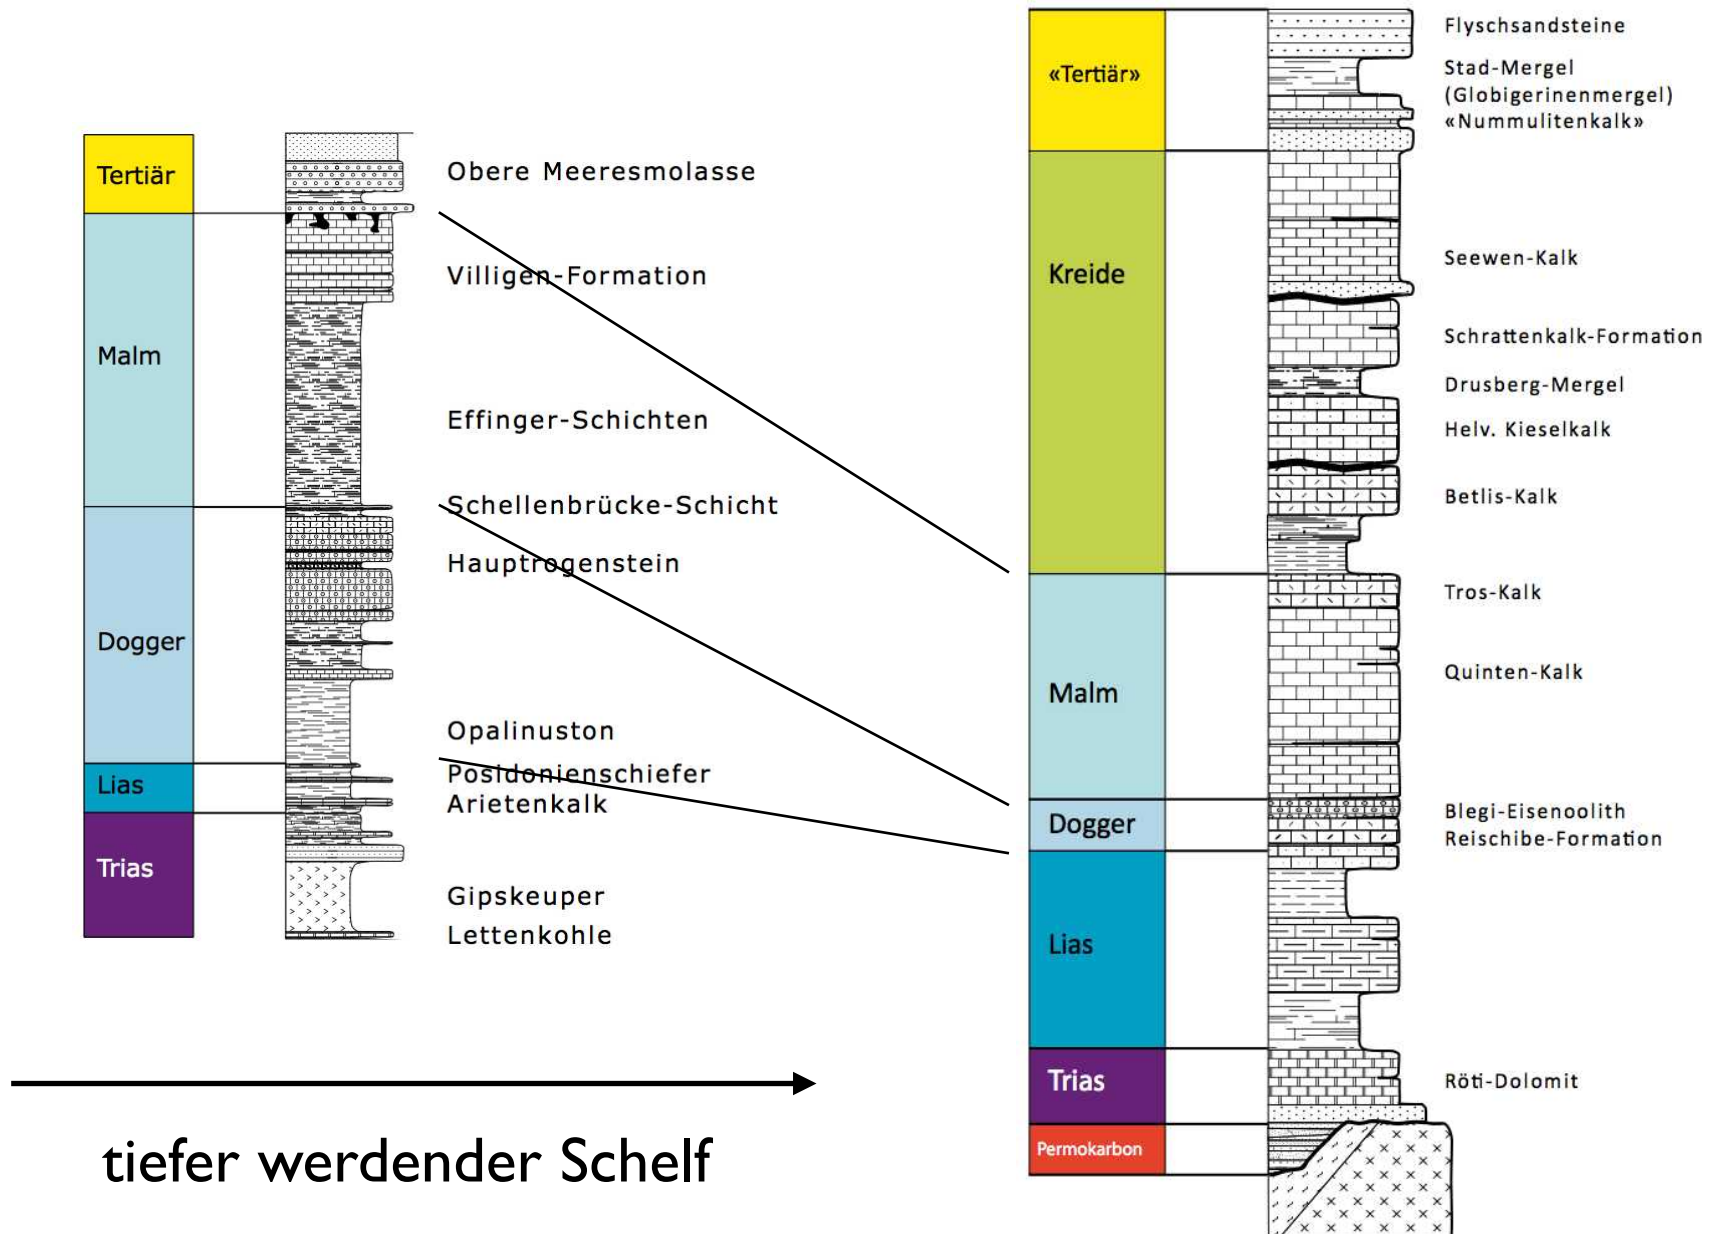 Tertiär
Malm
Dogger
Lias
Trias
Obere Meeresmolasse
Villigen-Formation
Effinger-Schichten
Schellenbrücke-Schicht
Hauptrogenstein
Opalinuston
Posidonienschiefer
Arietenkalk
Gipskeuper
Lettenkohle
«Tertiär»
Kreide
Malm
Dogger
Lias
Trias
Permokarbon
Flyschsandsteine
Stad-Mergel
(Globigerinenmergel)
«Nummulitenkalk»
Seewen-Kalk
Schrattenkalk-Formation
Drusberg-Mergel
Helv. Kieselkalk
Betlis-Kalk
Tros-Kalk
Quinten-Kalk
Blegi-Eisenoolith
Reischibe-Formation
Röti-Dolomit
tiefer werdender Schelf